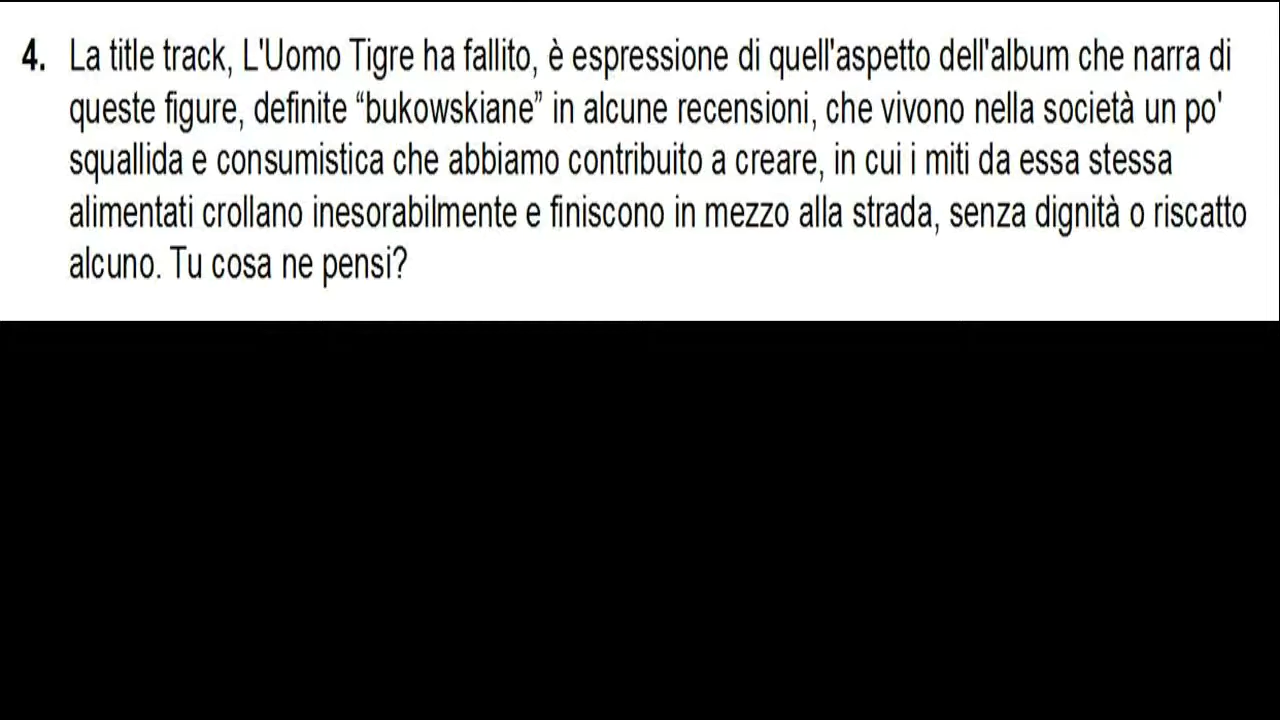 4. La title track, L'Uomo Tigre ha fallito, è espressione di quell'aspetto dell'album che narra di
queste figure, definite “bukowskiane” in alcune recensioni, che vivono nella società un po'
squallida e consumistica che abbiamo contribuito a creare, in cui i miti da essa stessa
alimentati crollano inesorabilmente e finiscono in mezzo alla strada, senza dignità o riscatto
alcuno. Tu cosa ne pensi?